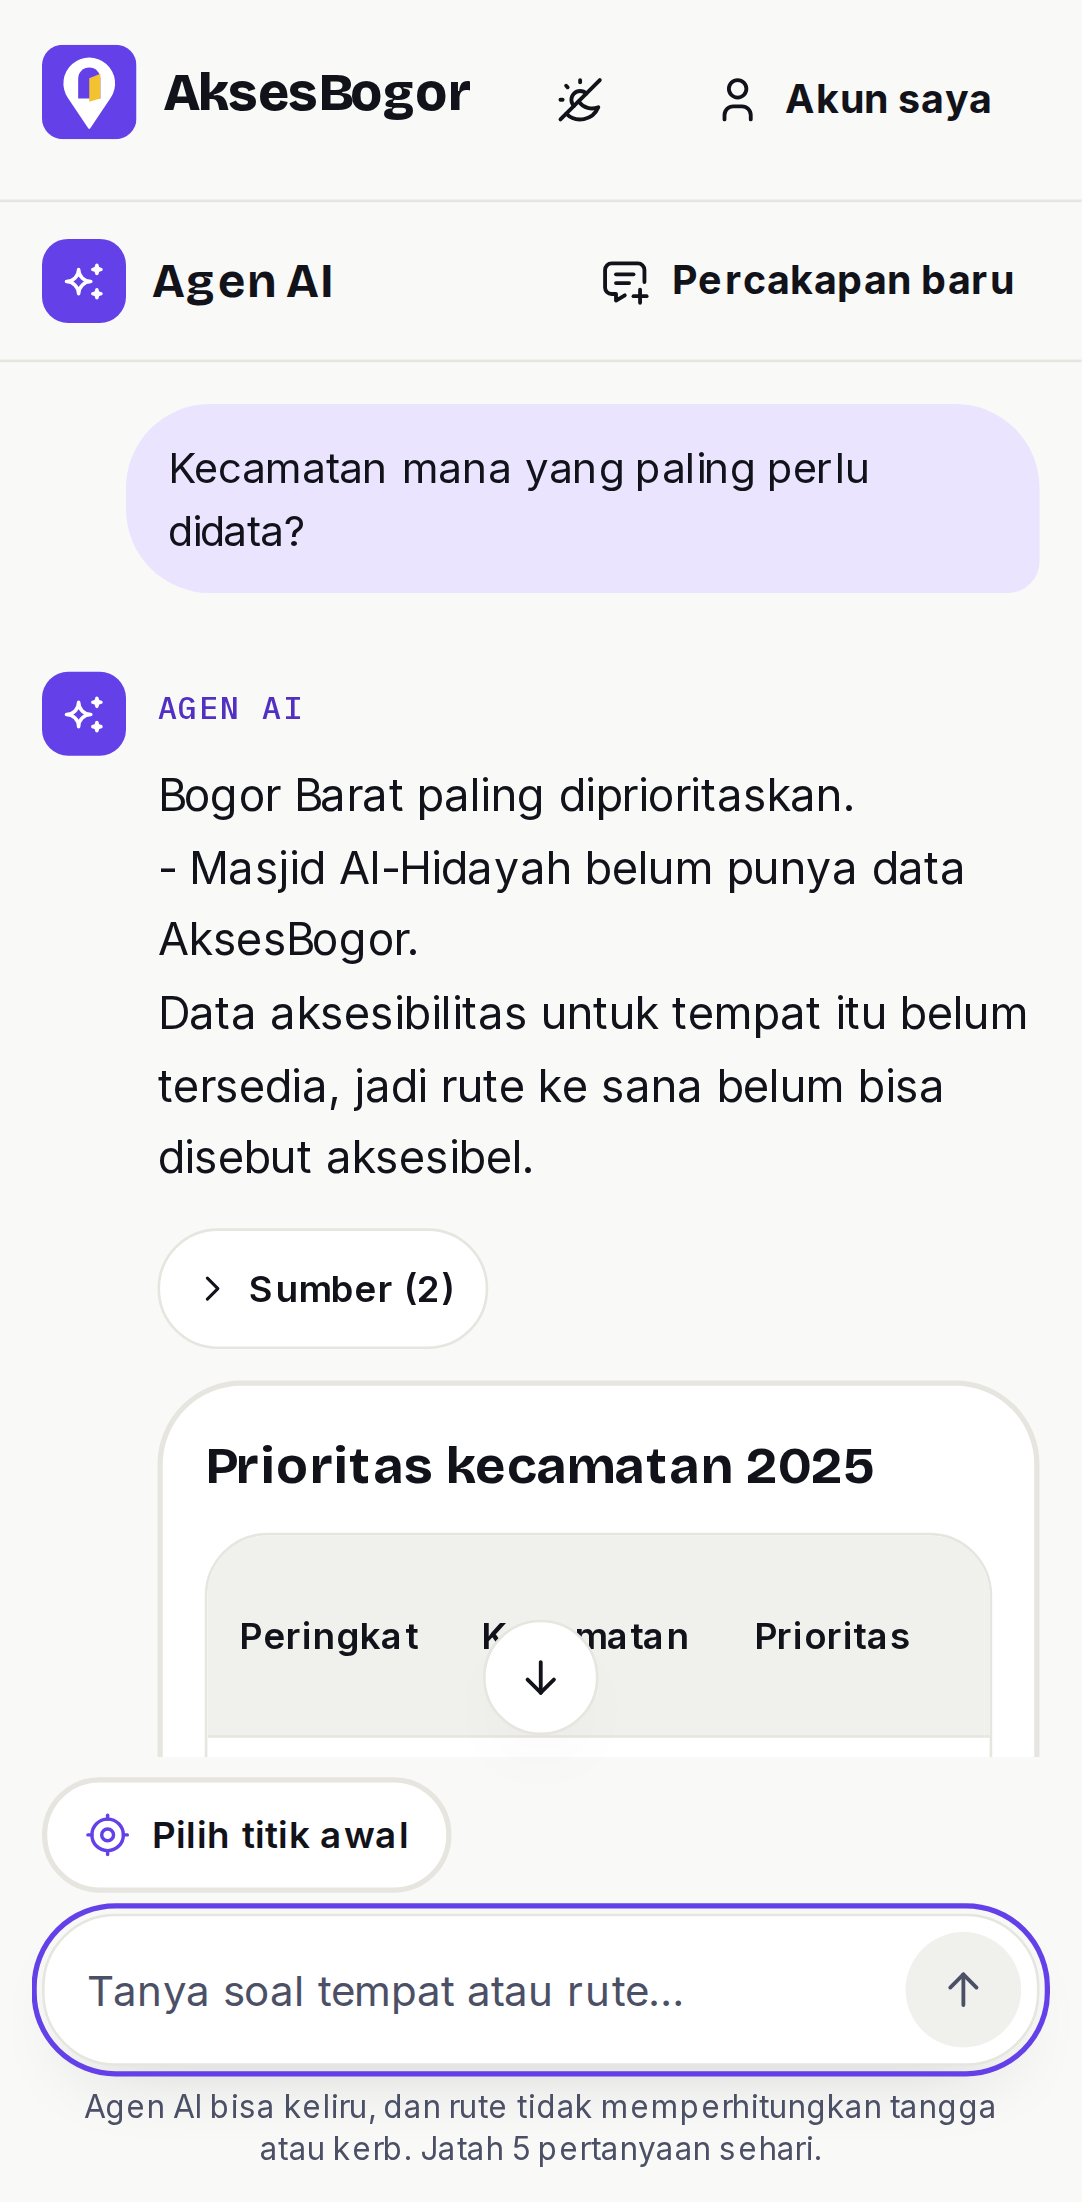 AksesBogor
Akun saya
Agen AI
Percakapan baru
Kecamatan mana yang paling perlu
didata?
AGEN AI
Bogor Barat paling diprioritaskan.
- Masjid Al-Hidayah belum punya data
AksesBogor.
Data aksesibilitas untuk tempat itu belum
tersedia, jadi rute ke sana belum bisa
disebut aksesibel.
Sumber (2)
Prioritas kecamatan 2025
Peringkat
Prioritas
Pilih titik awal
Tanya soal tempat atau rute...
Agen AI bisa keliru, dan rute tidak memperhitungkan tangga
atau kerb. Jatah 5 pertanyaan sehari.